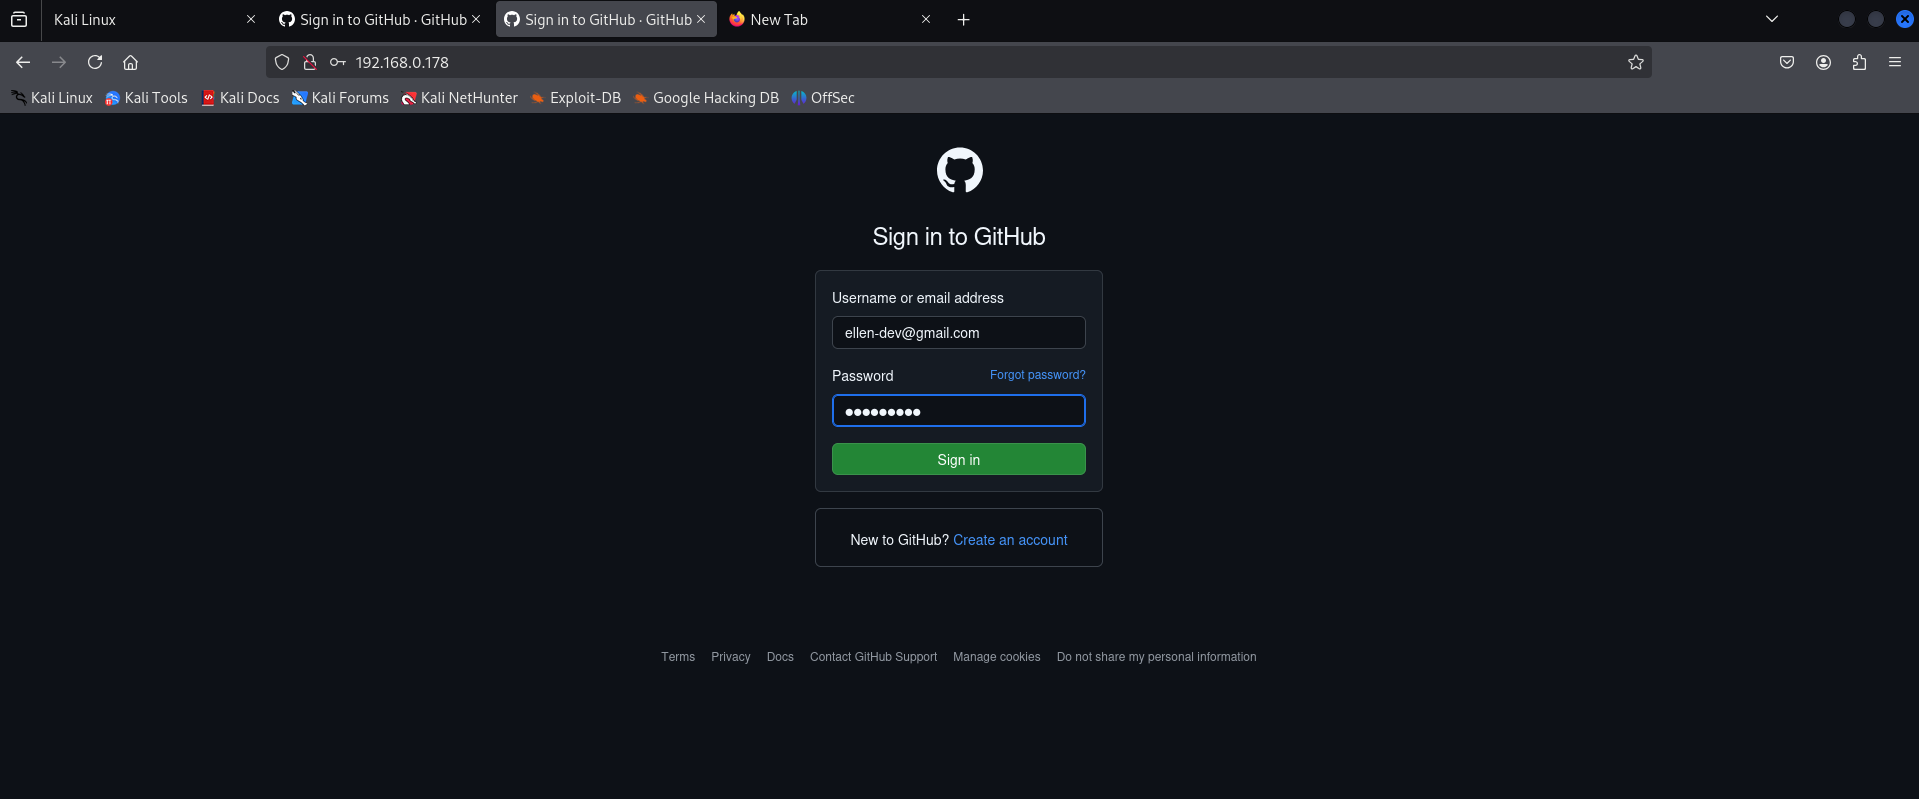 Kali Linux
Sign in to GitHub · GitHub
Sign in to GitHub · GitHub
New Tab
192.168.0.178
Kali Linux Kali Tools Kali Docs Kali Forums Kali NetHunter Exploit-DB Google Hacking DB OffSec
Sign in to GitHub
Username or email address
ellen-dev@gmail.com
Password Forgot password?
●●●●●●●●●
Sign in
New to GitHub? Create an account
Terms Privacy Docs Contact GitHub Support Manage cookies Do not share my personal information